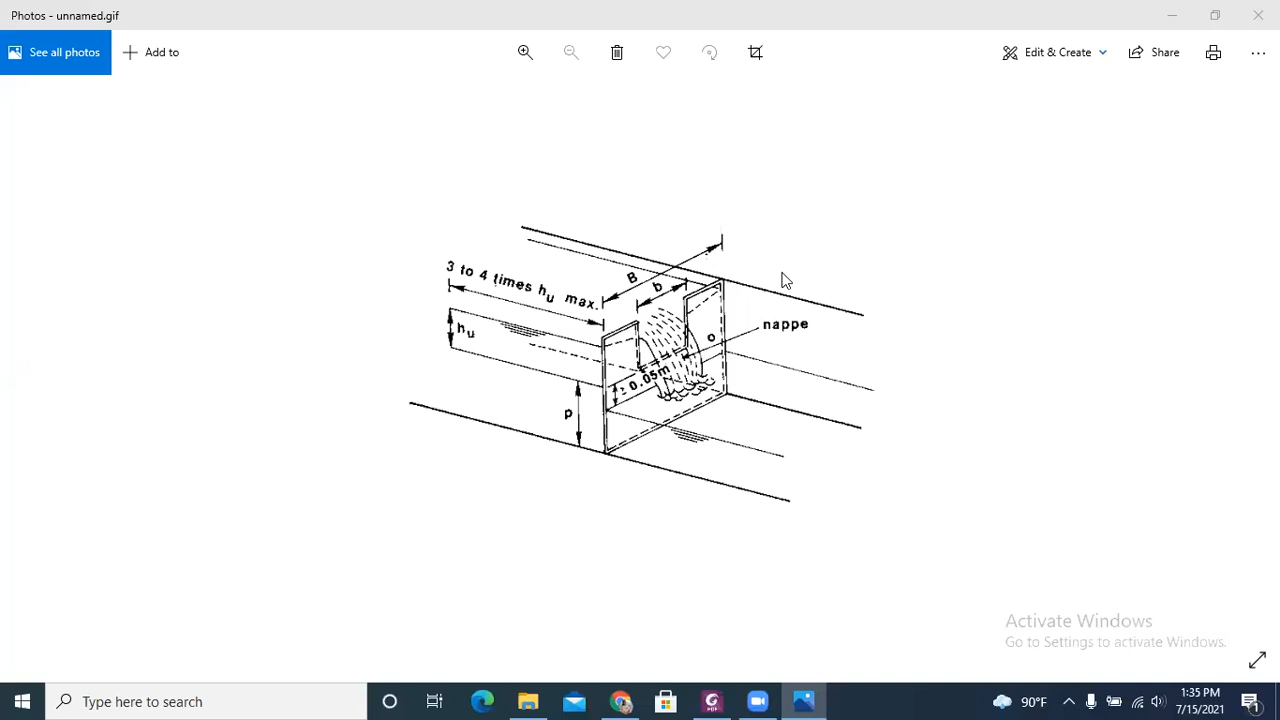 Photos - unnamed.gif
See all photos
Add to
Edit & Create
Share
3 to 4 times hu max.
B
b
hu
nappe
≥ 0.05m
p
Activate Windows
Go to Settings to activate Windows.
Type here to search
PDF
90°F
1:35 PM
7/15/2021
1